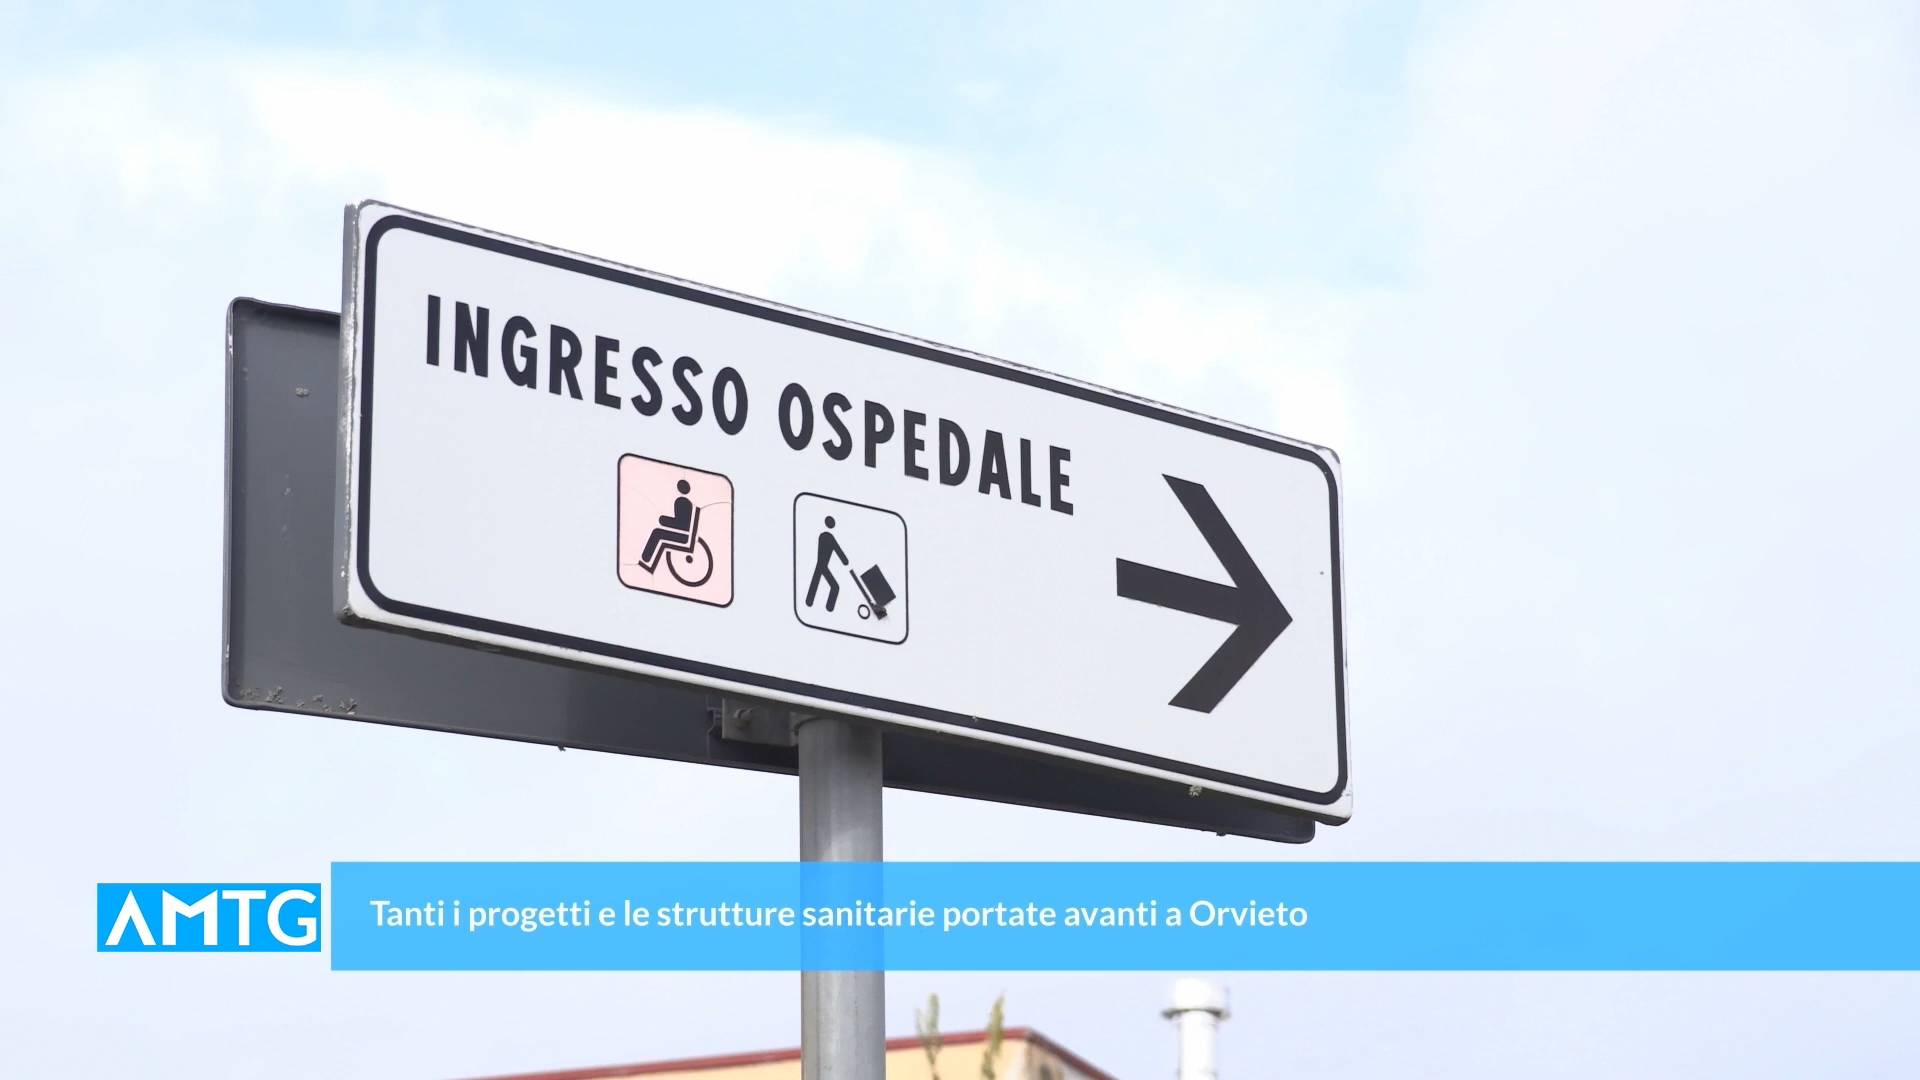 INGRESSO OSPEDALE
AMTG
Tanti i progetti e le strutture sanitarie portate avanti a Orvieto